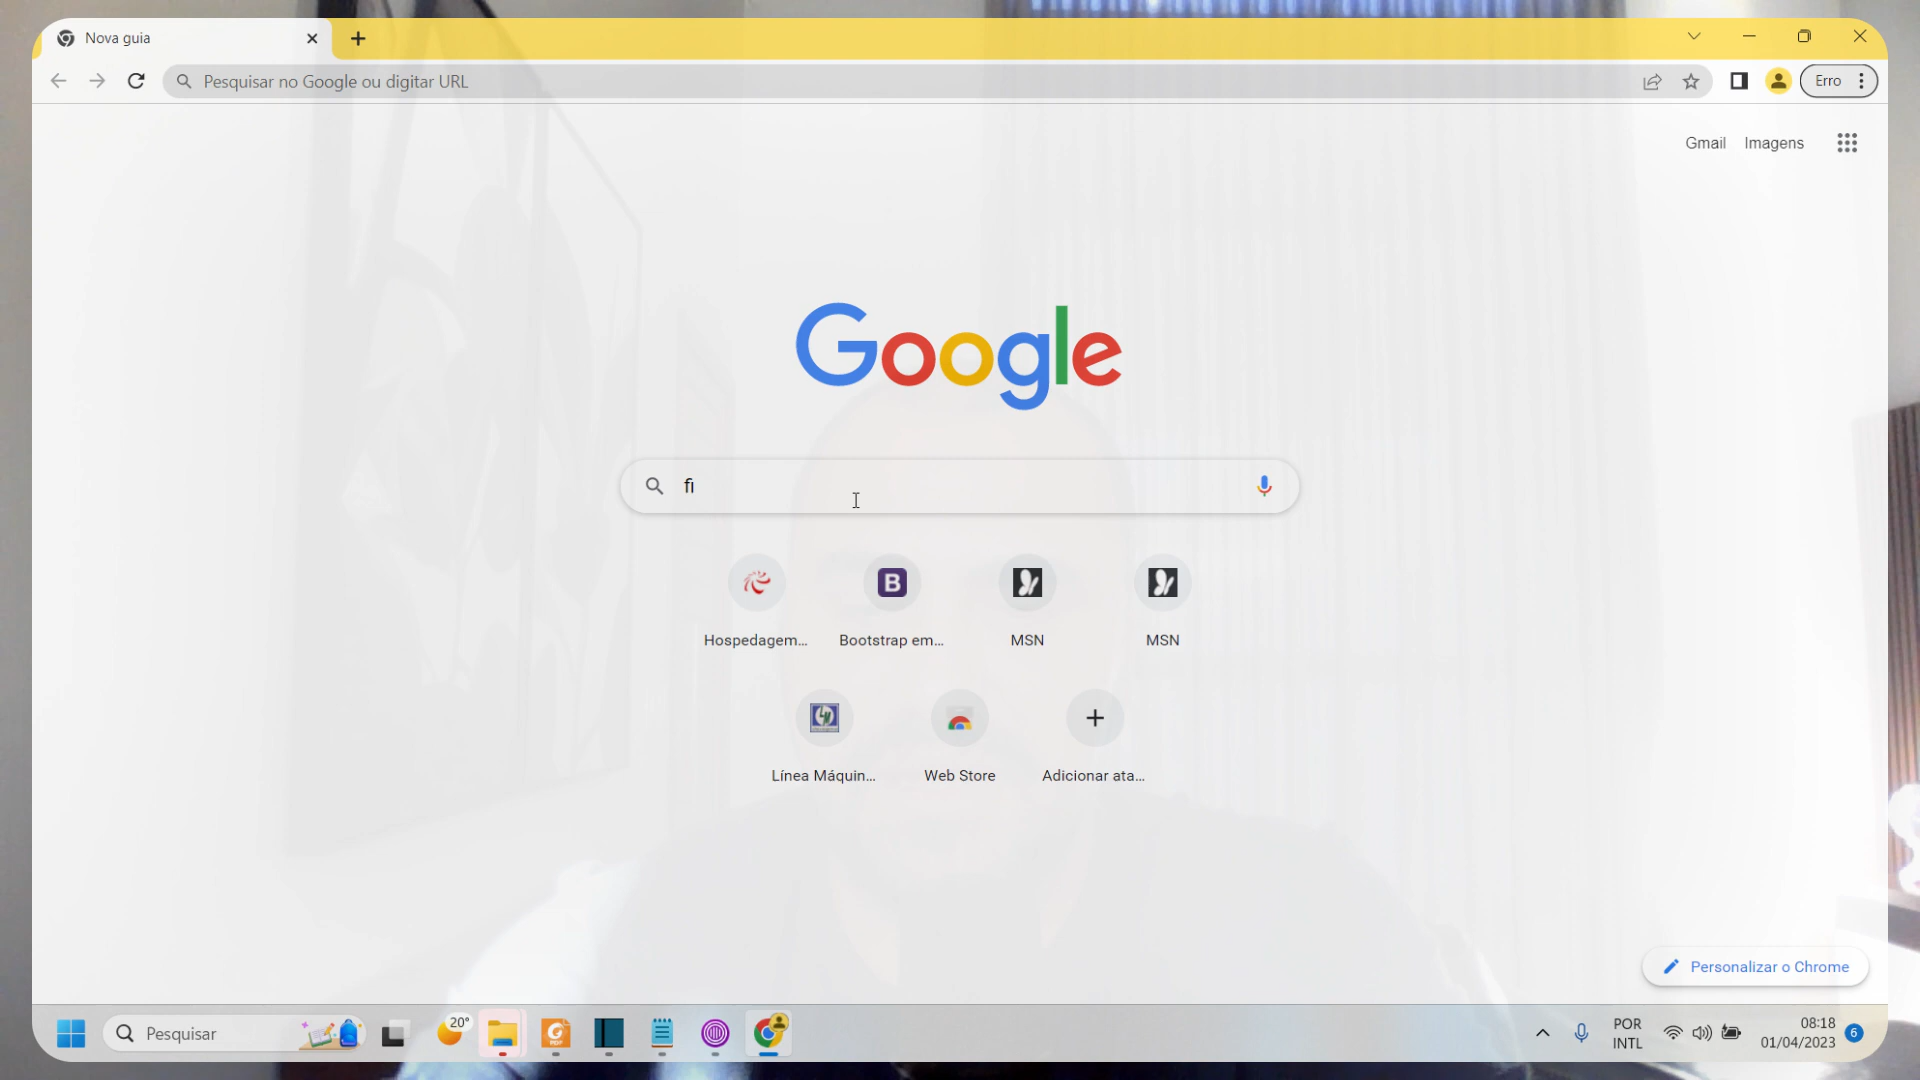 Nova guia
Pesquisar no Google ou digitar URL
Erro
Gmail Imagens
Google
fi
Hospedagem... Bootstrap em... MSN MSN
Línea Máquin... Web Store Adicionar ata...
Personalizar o Chrome
Pesquisar
20°
POR
INTL
08:18
01/04/2023
6